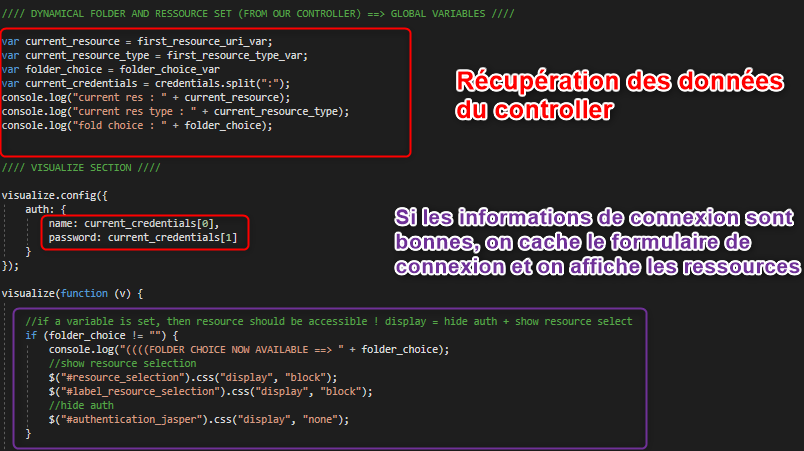 //// DYNAMICAL FOLDER AND RESSOURCE SET (FROM OUR CONTROLLER) ==> GLOBAL VARIABLES ////
var current_resource = first_resource_uri_var;
var current_resource_type = first_resource_type_var;
var folder_choice = folder_choice_var
var current_credentials = credentials.split(":");
console.log("current res : " + current_resource);
console.log("current res type : " + current_resource_type);
console.log("fold choice : " + folder_choice);
Récupération des données
du controller
//// VISUALIZE SECTION ////
visualize.config({
auth: {
name: current_credentials[0],
password: current_credentials[1]
}
});
Si les informations de connexion sont
bonnes, on cache le formulaire de
connexion et on affiche les ressources
visualize(function (v) {
//if a variable is set, then resource should be accessible ! display = hide auth + show resource select
if (folder_choice != "") {
console.log("((((FOLDER CHOICE NOW AVAILABLE ==> " + folder_choice);
//show resource selection
$("#resource_selection").css("display", "block");
$("#label_resource_selection").css("display", "block");
//hide auth
$("#authentication_jasper").css("display", "none");
}